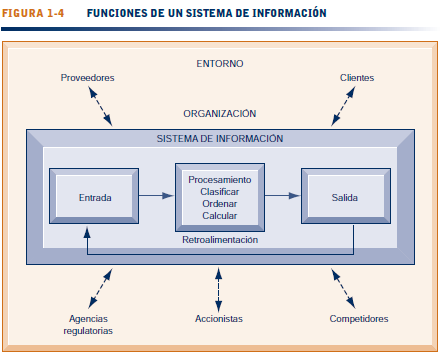 FIGURA 1-4 FUNCIONES DE UN SISTEMA DE INFORMACIÓN
ENTORNO
Proveedores
Clientes
ORGANIZACIÓN
SISTEMA DE INFORMACIÓN
Entrada
Procesamiento
Clasificar
Ordenar
Calcular
Salida
Retroalimentación
Agencias
regulatorias
Accionistas
Competidores